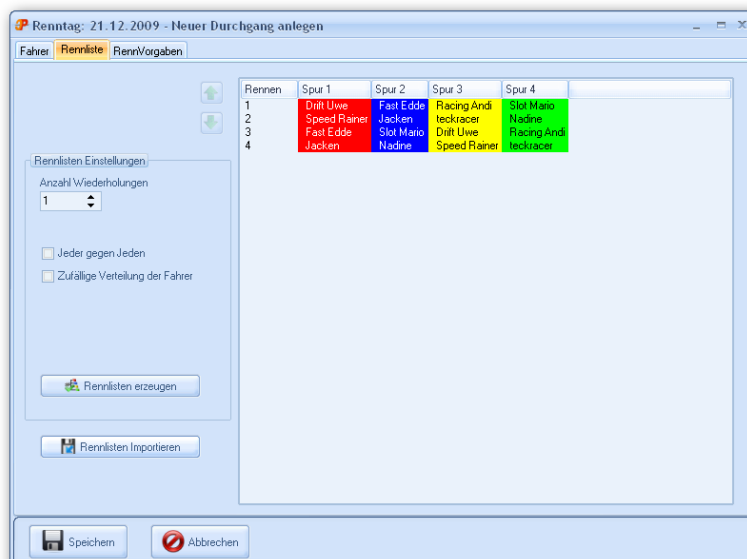 Renntag: 21.12.2009 - Neuer Durchgang anlegen
Fahrer Rennliste RennVorgaben
Rennen Spur 1 Spur 2 Spur 3 Spur 4
1 Drift Uwe Fast Edde Racing Andi Slot Mario
2 Speed Rainer Jacken teckracer Nadine
3 Fast Edde Slot Mario Drift Uwe Racing Andi
4 Jacken Nadine Speed Rainer teckracer
Rennlisten Einstellungen
Anzahl Wiederholungen
1
Jeder gegen Jeden
Zufällige Verteilung der Fahrer
Rennlisten erzeugen
Rennlisten Importieren
Speichern Abbrechen